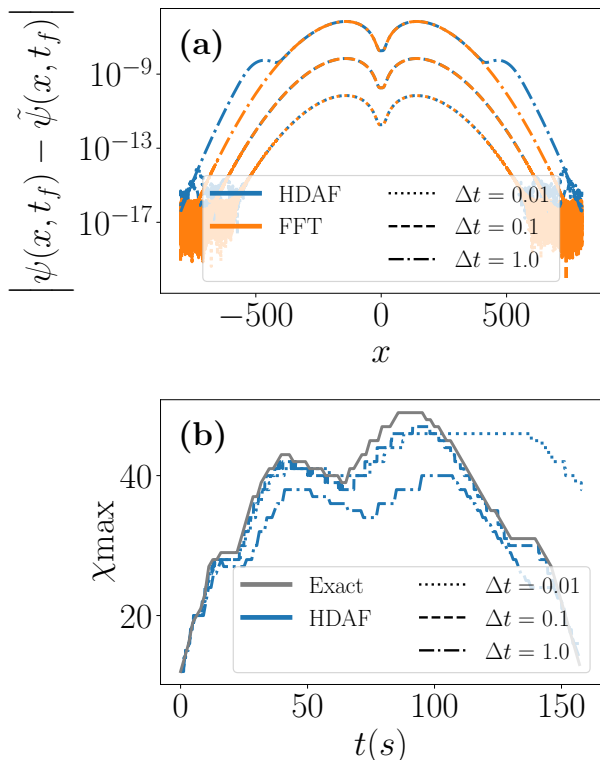 (a)
|ψ(x, t_f) − ψ̃(x, t_f)|
10^−9
10^−13
10^−17
HDAF
FFT
Δt = 0.01
Δt = 0.1
Δt = 1.0
−500 0 500
x
(b)
χmax
40
20
Exact
HDAF
Δt = 0.01
Δt = 0.1
Δt = 1.0
0 50 100 150
t(s)